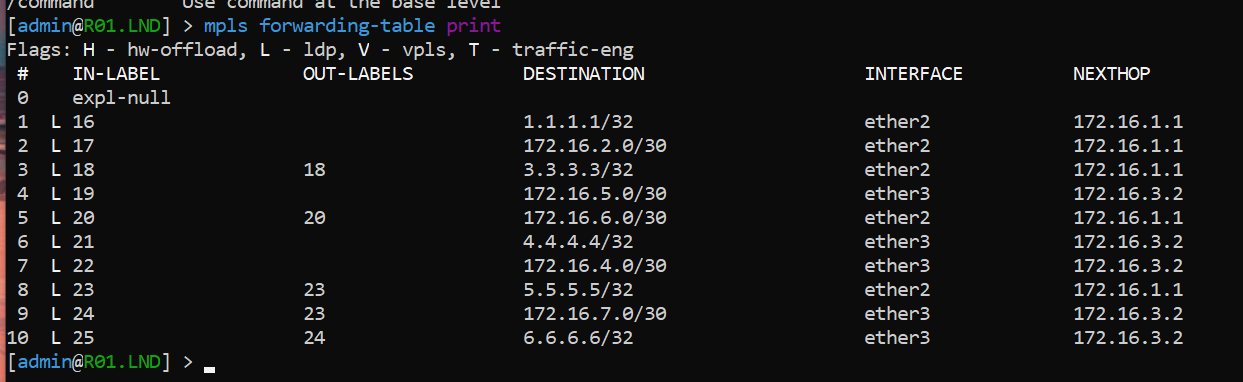 /command        Use command at the base level
[admin@R01.LND] > mpls forwarding-table print
Flags: H - hw-offload, L - ldp, V - vpls, T - traffic-eng
 #    IN-LABEL            OUT-LABELS         DESTINATION                  INTERFACE         NEXTHOP
 0    expl-null
 1  L 16                                     1.1.1.1/32                   ether2            172.16.1.1
 2  L 17                                     172.16.2.0/30                ether2            172.16.1.1
 3  L 18                  18                 3.3.3.3/32                   ether2            172.16.1.1
 4  L 19                                     172.16.5.0/30                ether3            172.16.3.2
 5  L 20                  20                 172.16.6.0/30                ether2            172.16.1.1
 6  L 21                                     4.4.4.4/32                   ether3            172.16.3.2
 7  L 22                                     172.16.4.0/30                ether3            172.16.3.2
 8  L 23                  23                 5.5.5.5/32                   ether2            172.16.1.1
 9  L 24                  23                 172.16.7.0/30                ether3            172.16.3.2
10  L 25                  24                 6.6.6.6/32                   ether3            172.16.3.2
[admin@R01.LND] >